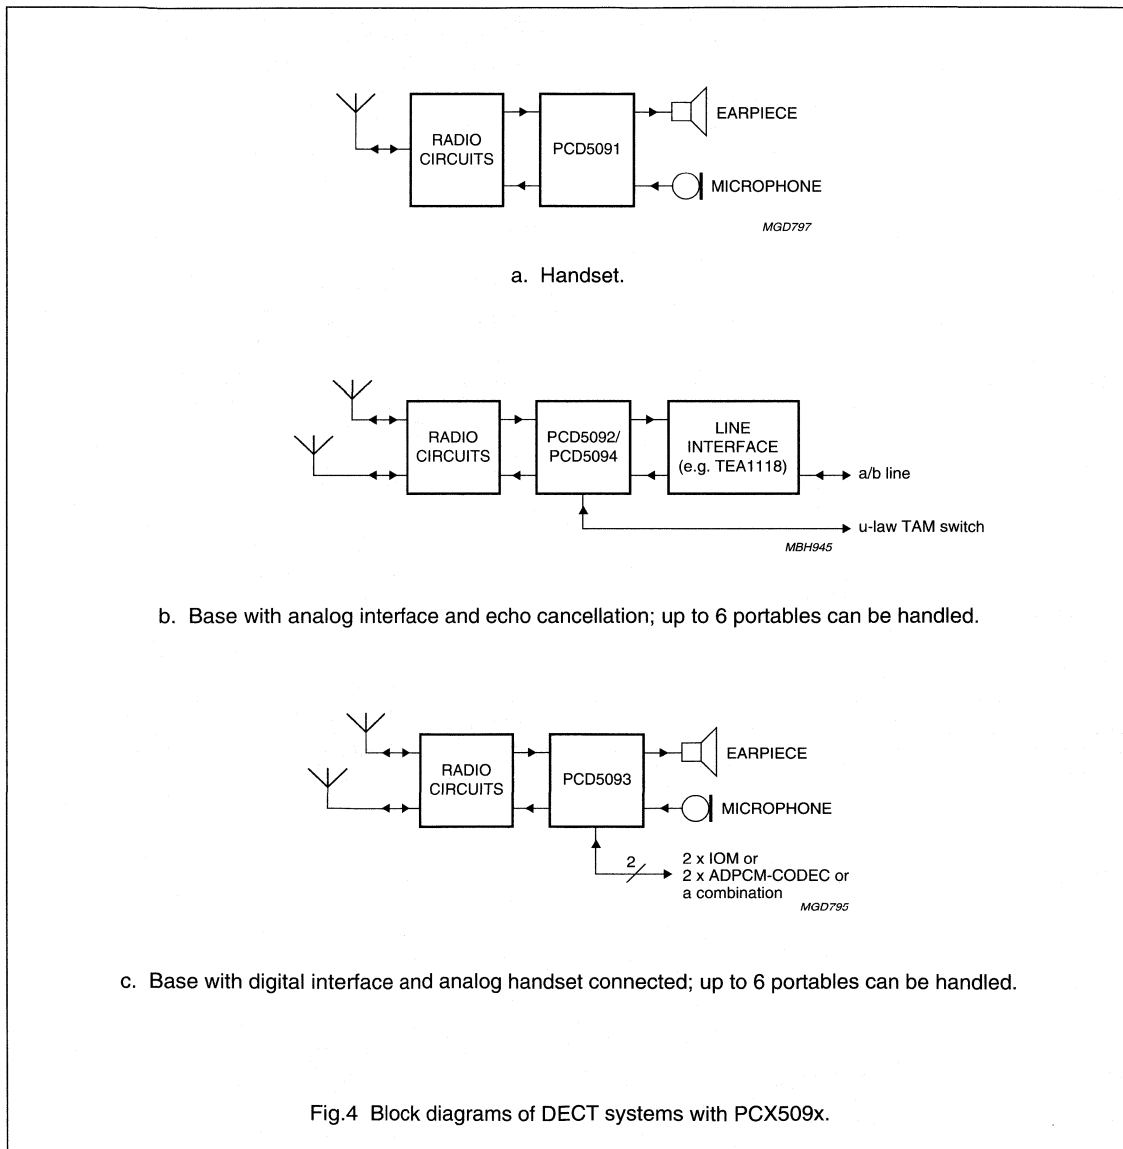 RADIO
CIRCUITS
PCD5091
EARPIECE
MICROPHONE
MGD797
a. Handset.
RADIO
CIRCUITS
PCD5092/
PCD5094
LINE
INTERFACE
(e.g. TEA1118)
a/b line
u-law TAM switch
MBH945
b. Base with analog interface and echo cancellation; up to 6 portables can be handled.
RADIO
CIRCUITS
PCD5093
EARPIECE
MICROPHONE
2
2 x IOM or
2 x ADPCM-CODEC or
a combination
MGD795
c. Base with digital interface and analog handset connected; up to 6 portables can be handled.
Fig.4 Block diagrams of DECT systems with PCX509x.